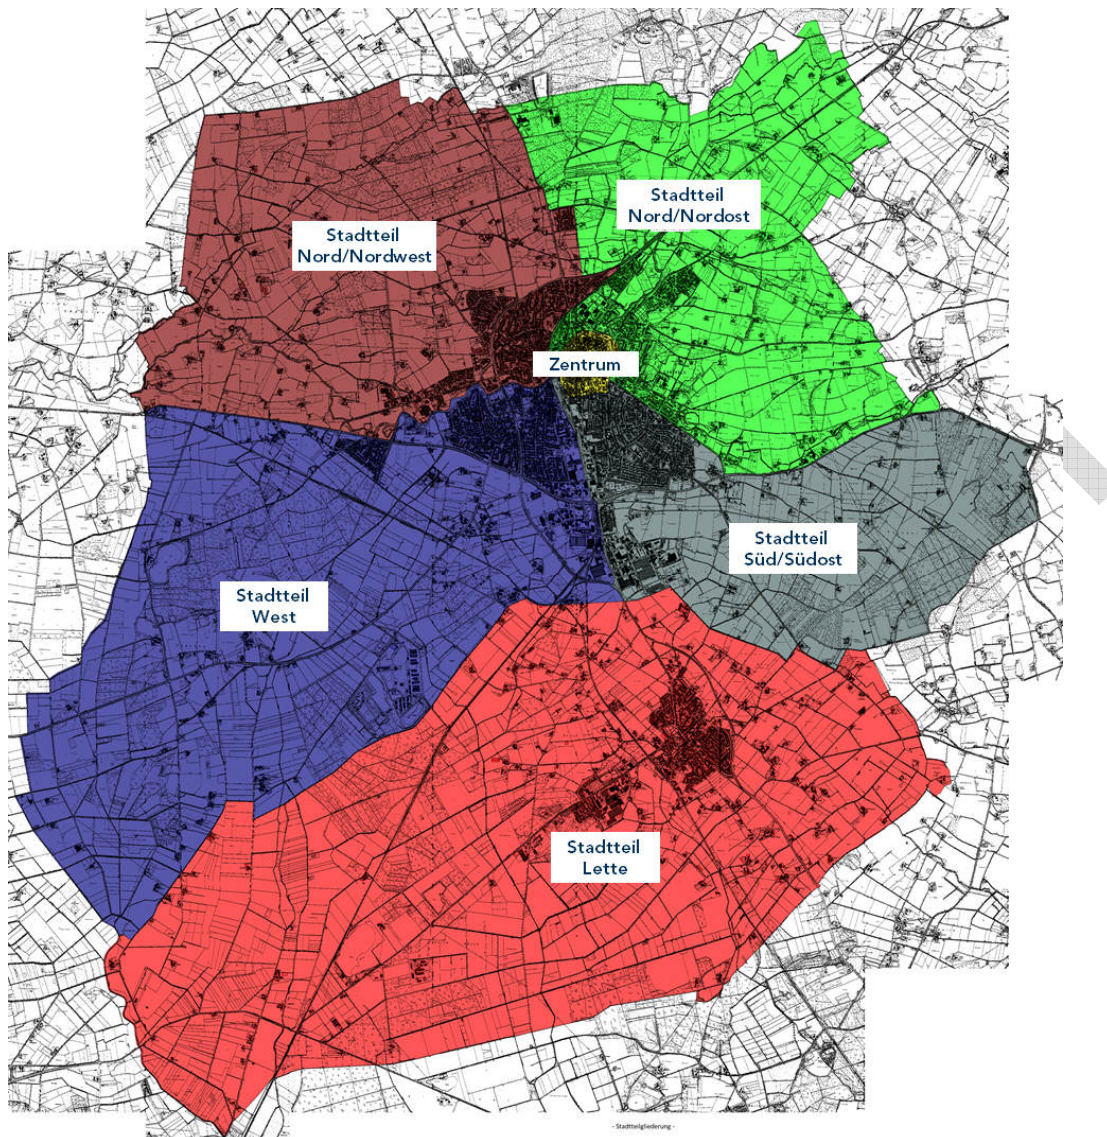 Stadtteil
Nord/Nordost
Stadtteil
Nord/Nordwest
Zentrum
Stadtteil
Süd/Südost
Stadtteil
West
Stadtteil
Lette
- Stadtteilgliederung -